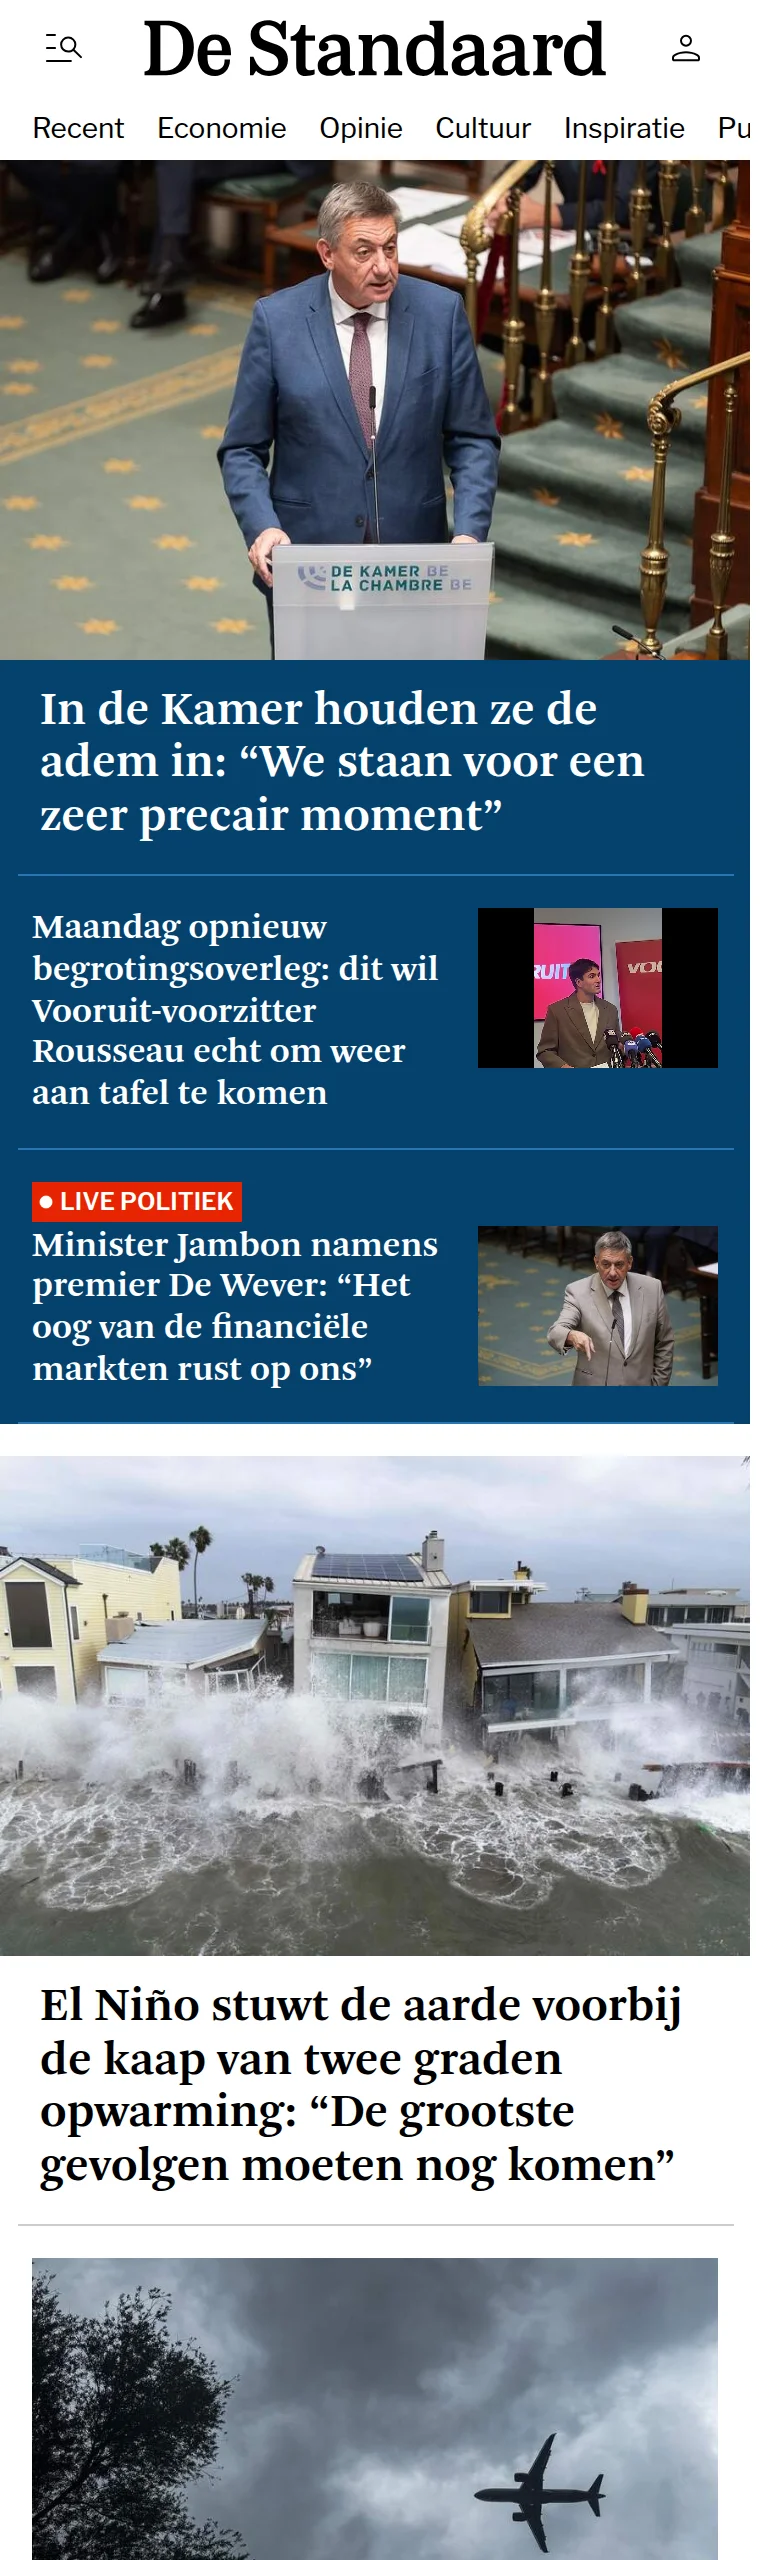 De Standaard
Recent Economie Opinie Cultuur Inspiratie Pu
DE KAMER BE
LA CHAMBRE BE
In de Kamer houden ze de
adem in: “We staan voor een
zeer precair moment”
Maandag opnieuw
begrotingsoverleg: dit wil
Vooruit-voorzitter
Rousseau echt om weer
aan tafel te komen
RUIT
VOO
LIVE POLITIEK
Minister Jambon namens
premier De Wever: “Het
oog van de financiële
markten rust op ons”
El Niño stuwt de aarde voorbij
de kaap van twee graden
opwarming: “De grootste
gevolgen moeten nog komen”